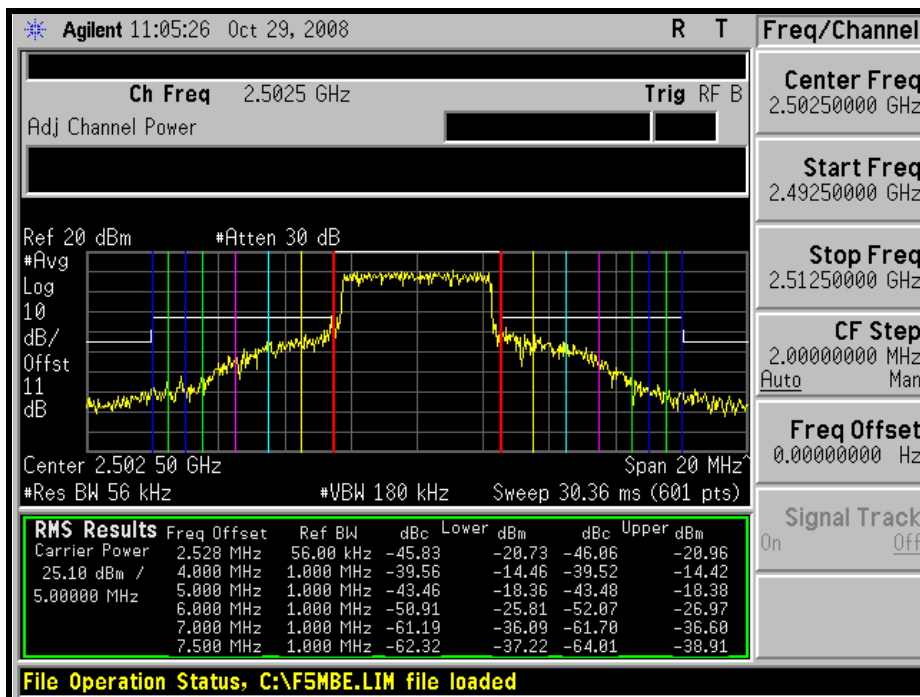 Agilent 11:05:26 Oct 29, 2008 R T
Freq/Channel
Ch Freq 2.5025 GHz Trig RF B
Adj Channel Power
Center Freq
2.50250000 GHz
Start Freq
2.49250000 GHz
Stop Freq
2.51250000 GHz
CF Step
2.00000000 MHz
Auto Man
Freq Offset
0.00000000 Hz
Signal Track
On Off
Ref 20 dBm #Atten 30 dB
#Avg
Log
10
dB/
Offst
11
dB
Center 2.502 50 GHz Span 20 MHz^
#Res BW 56 kHz #VBW 180 kHz Sweep 30.36 ms (601 pts)
RMS Results Freq Offset Ref BW dBc Lower dBm dBc Upper dBm
Carrier Power 2.528 MHz 56.00 kHz -45.83 -20.73 -46.06 -20.96
25.10 dBm / 4.000 MHz 1.000 MHz -39.56 -14.46 -39.52 -14.42
5.00000 MHz 5.000 MHz 1.000 MHz -43.46 -18.36 -43.48 -18.38
6.000 MHz 1.000 MHz -50.91 -25.81 -52.07 -26.97
7.000 MHz 1.000 MHz -61.19 -36.09 -61.70 -36.60
7.500 MHz 1.000 MHz -62.32 -37.22 -64.01 -38.91
File Operation Status, C:\F5MBE.LIM file loaded